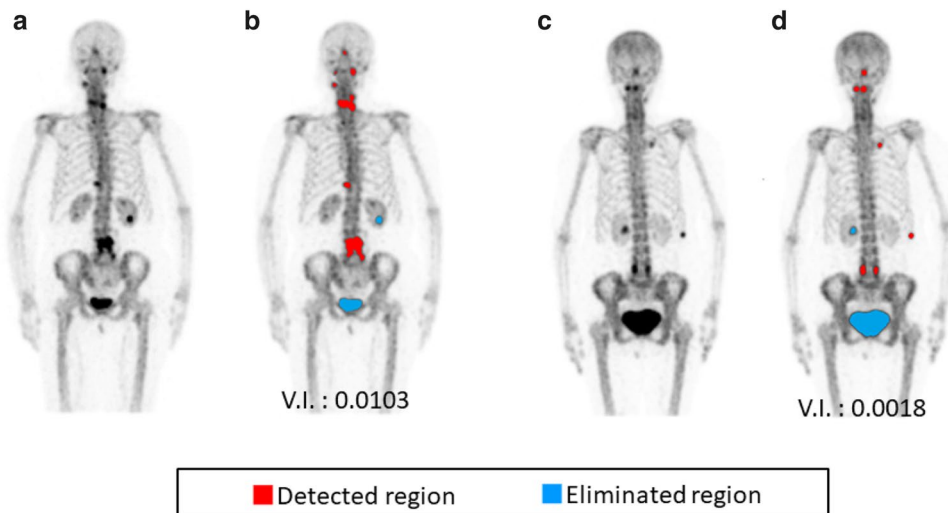 a b c d
V.I. : 0.0103 V.I. : 0.0018
Detected region Eliminated region